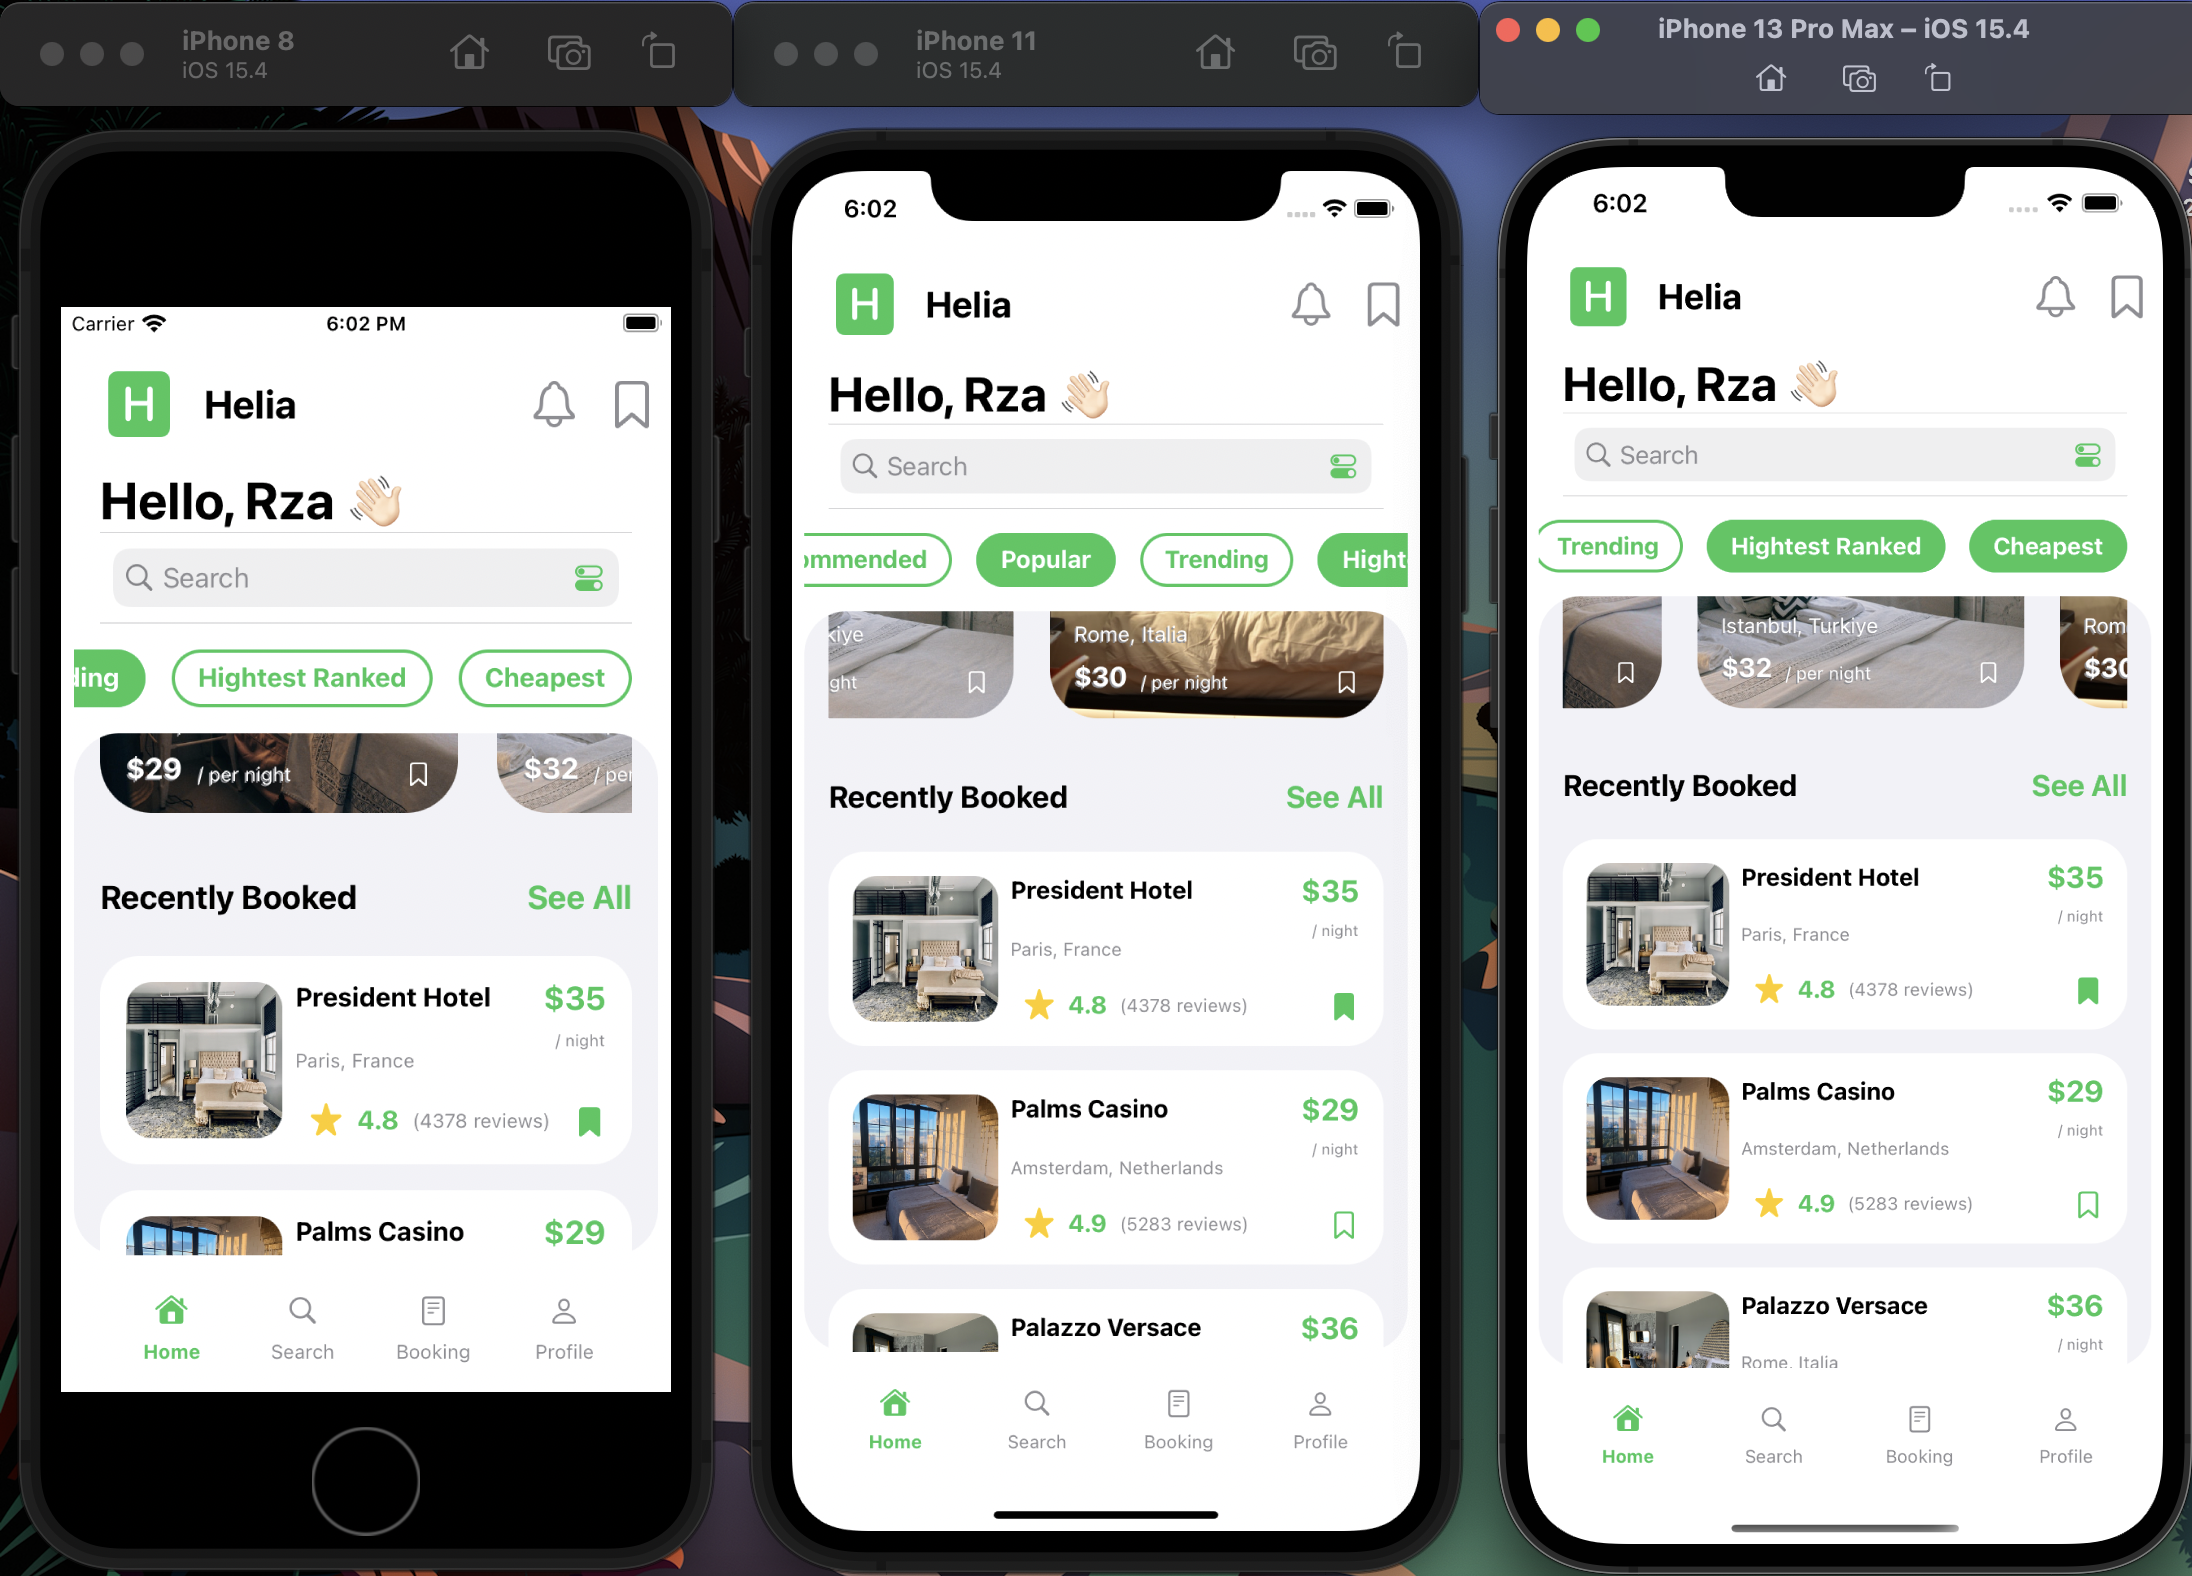 iPhone 8
iOS 15.4
Carrier
6:02 PM
H
Helia
Hello, Rza 👋🏻
Search
ding
Hightest Ranked
Cheapest
$29 / per night
$32 / per
Recently Booked
See All
President Hotel
$35
/ night
Paris, France
4.8 (4378 reviews)
Palms Casino
$29
Home
Search
Booking
Profile
iPhone 11
iOS 15.4
6:02
H
Helia
Hello, Rza 👋🏻
Search
ommended
Popular
Trending
Hight
kiye
ght
Rome, Italia
$30 / per night
Recently Booked
See All
President Hotel
$35
/ night
Paris, France
4.8 (4378 reviews)
Palms Casino
$29
/ night
Amsterdam, Netherlands
4.9 (5283 reviews)
Palazzo Versace
$36
Home
Search
Booking
Profile
iPhone 13 Pro Max – iOS 15.4
6:02
H
Helia
Hello, Rza 👋🏻
Search
Trending
Hightest Ranked
Cheapest
Istanbul, Turkiye
$32 / per night
Rom
$30
Recently Booked
See All
President Hotel
$35
/ night
Paris, France
4.8 (4378 reviews)
Palms Casino
$29
/ night
Amsterdam, Netherlands
4.9 (5283 reviews)
Palazzo Versace
$36
/ night
Rome, Italia
Home
Search
Booking
Profile